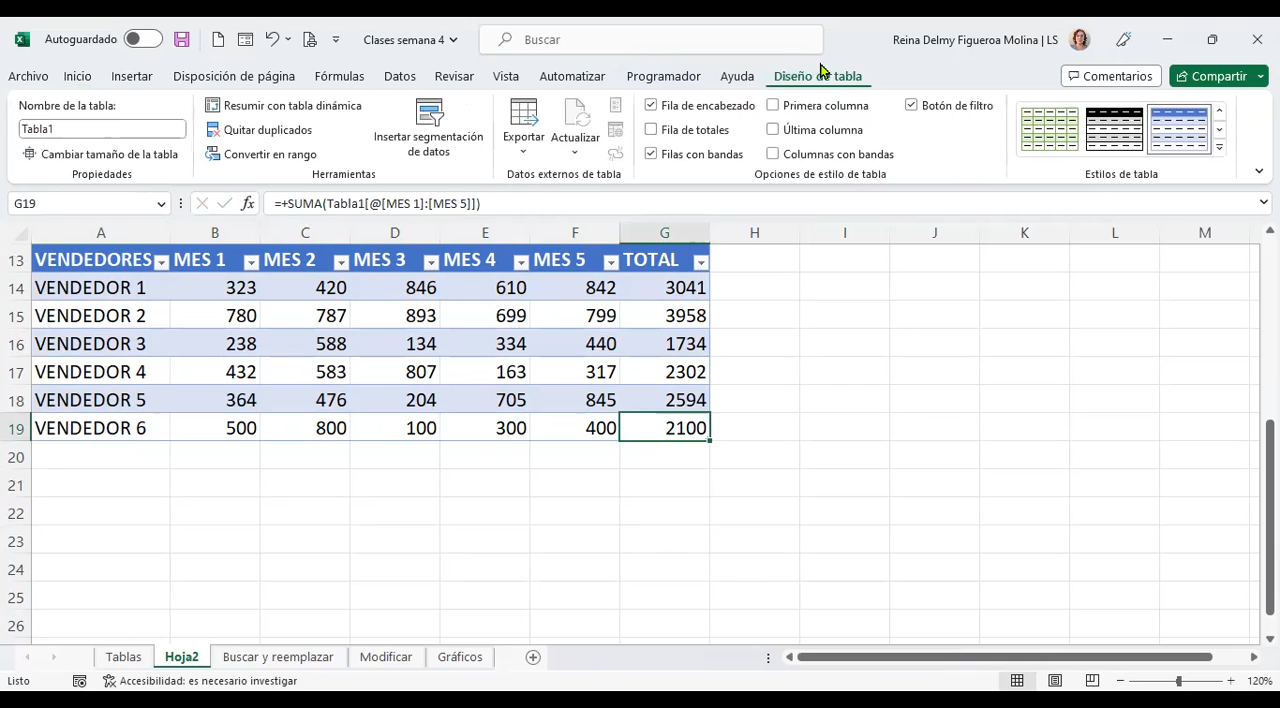 Autoguardado Clases semana 4 Buscar Reina Delmy Figueroa Molina | LS
Archivo Inicio Insertar Disposición de página Fórmulas Datos Revisar Vista Automatizar Programador Ayuda Diseño de tabla Comentarios Compartir
Nombre de la tabla: Resumir con tabla dinámica Fila de encabezado Primera columna Botón de filtro
Tabla1 Quitar duplicados Insertar segmentación de datos Exportar Actualizar Fila de totales Última columna
Cambiar tamaño de la tabla Convertir en rango Filas con bandas Columnas con bandas
Propiedades Herramientas Datos externos de tabla Opciones de estilo de tabla Estilos de tabla
G19 fx =+SUMA(Tabla1[@[MES 1]:[MES 5]])
A B C D E F G H I J K L M
13 VENDEDORES MES 1 MES 2 MES 3 MES 4 MES 5 TOTAL
14 VENDEDOR 1 323 420 846 610 842 3041
15 VENDEDOR 2 780 787 893 699 799 3958
16 VENDEDOR 3 238 588 134 334 440 1734
17 VENDEDOR 4 432 583 807 163 317 2302
18 VENDEDOR 5 364 476 204 705 845 2594
19 VENDEDOR 6 500 800 100 300 400 2100
20
21
22
23
24
25
26
Tablas Hoja2 Buscar y reemplazar Modificar Gráficos
Listo Accesibilidad: es necesario investigar 120%